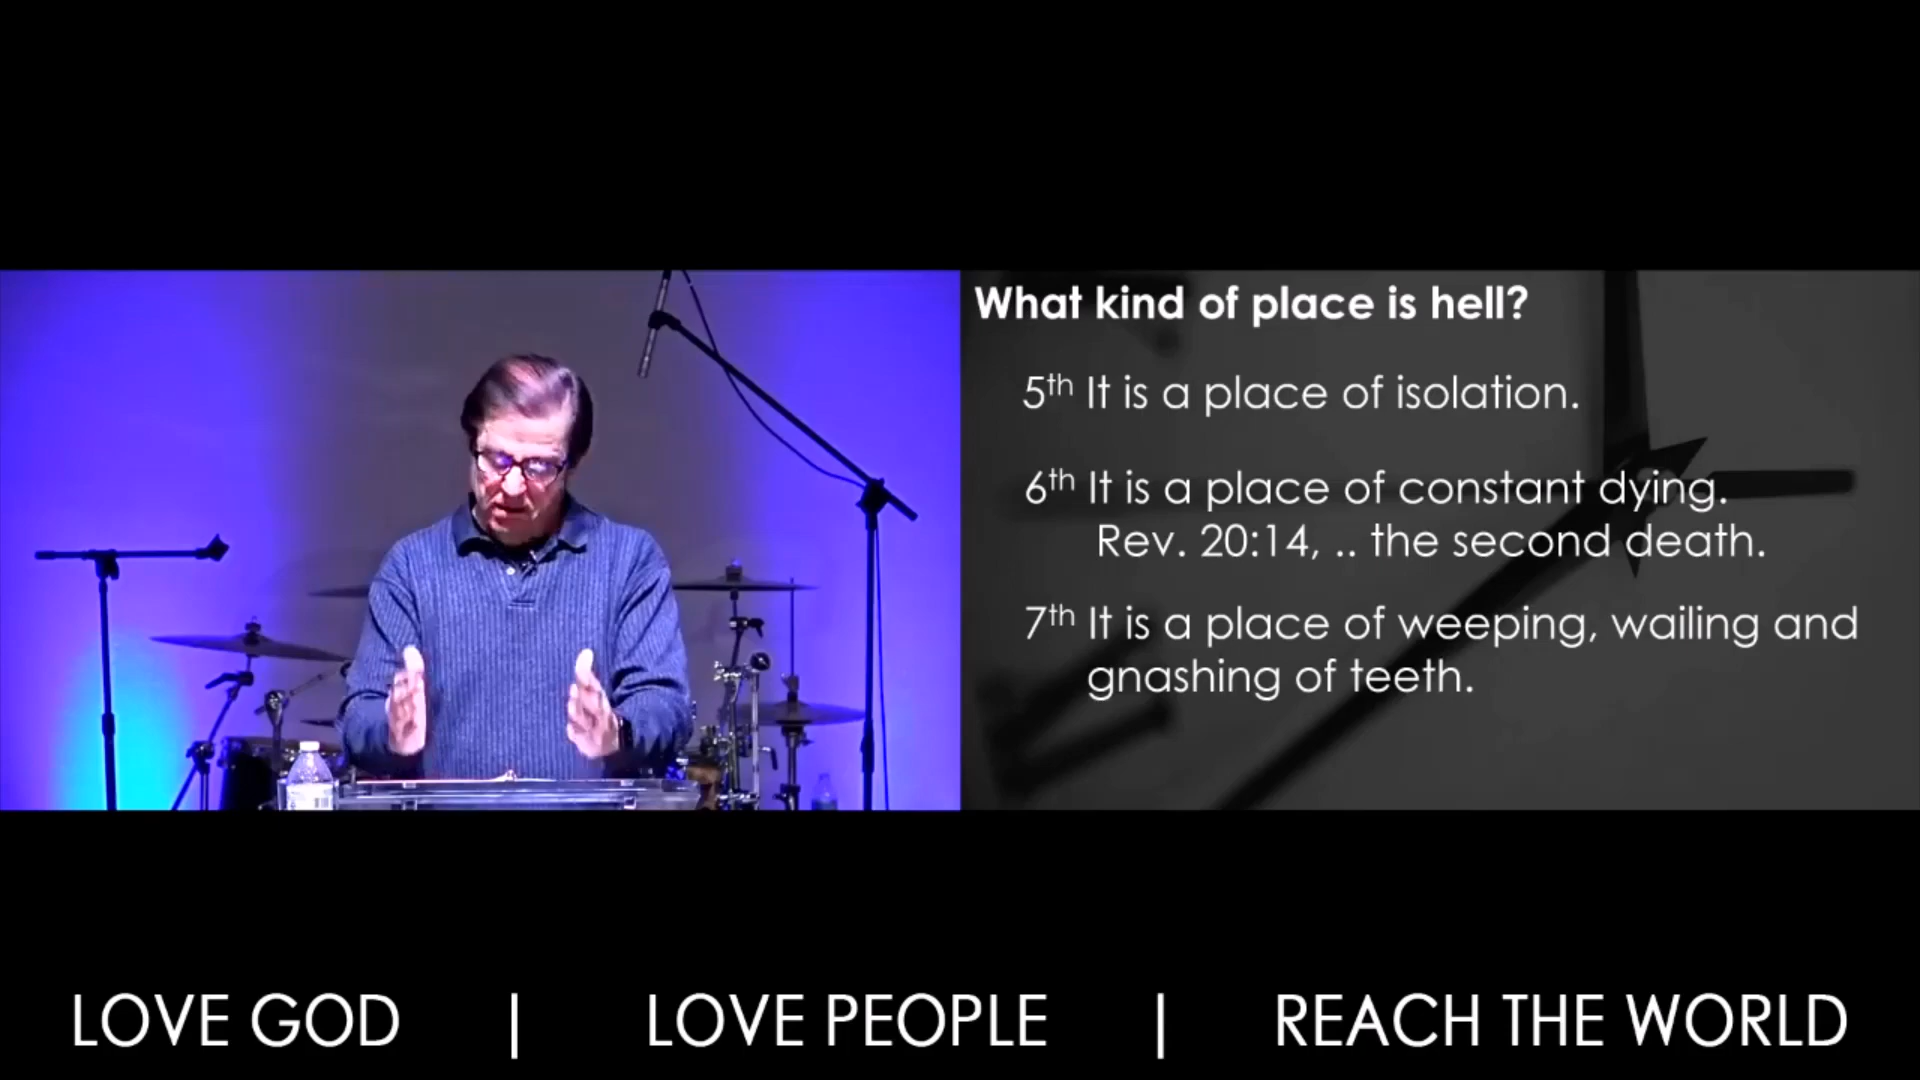 What kind of place is hell?
5th It is a place of isolation.
6th It is a place of constant dying.
Rev. 20:14, .. the second death.
7th It is a place of weeping, wailing and
gnashing of teeth.
LOVE GOD | LOVE PEOPLE | REACH THE WORLD